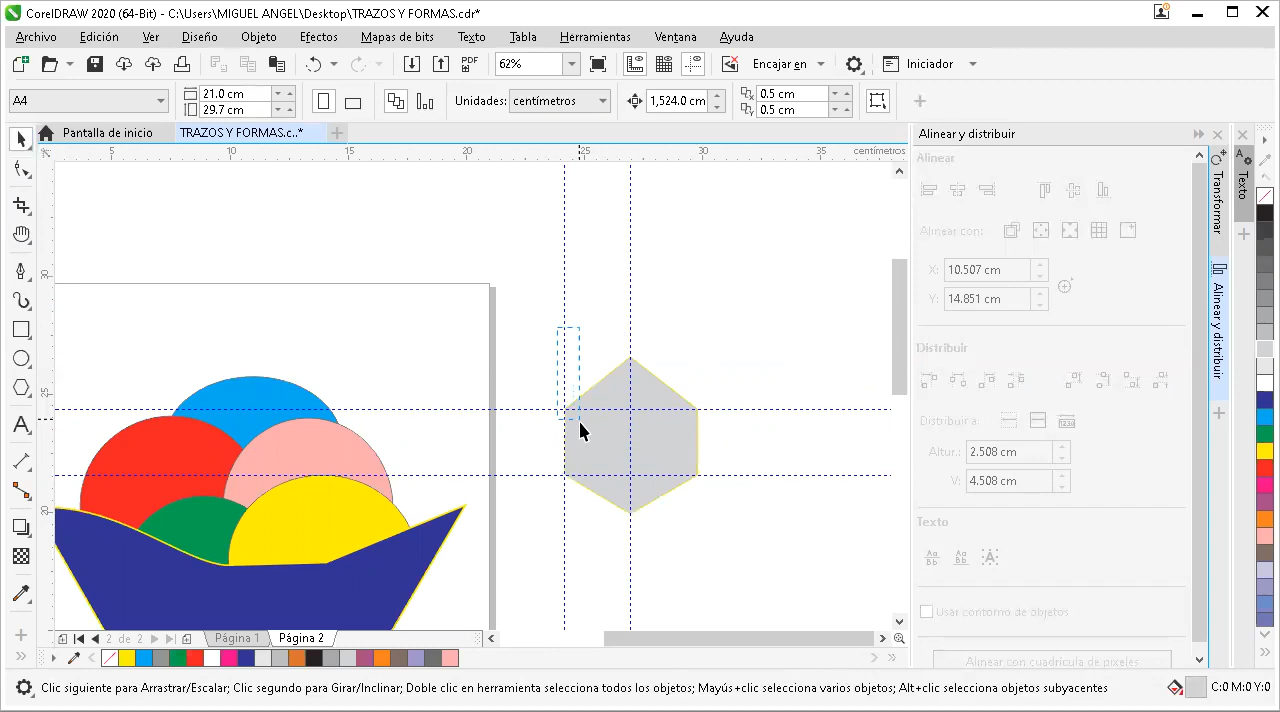 CorelDRAW 2020 (64-Bit) - C:\Users\MIGUEL ANGEL\Desktop\TRAZOS Y FORMAS.cdr*
Archivo Edición Ver Diseño Objeto Efectos Mapas de bits Texto Tabla Herramientas Ventana Ayuda
62% PDF Encajar en Iniciador
A4 21.0 cm 29.7 cm Unidades: centímetros 1,524.0 cm 0.5 cm 0.5 cm
Pantalla de inicio TRAZOS Y FORMAS.c..*
5 10 15 20 25 30 35 centímetros
30
25
20
Alinear y distribuir
Alinear
Alinear con:
X: 10.507 cm
Y: 14.851 cm
Distribuir
Distribuir a:
Altur.: 2.508 cm
V: 4.508 cm
Texto
Usar contorno de objetos
Alinear con cuadrícula de píxeles
Transformar
Alinear y distribuir
Texto
2 de 2 Página 1 Página 2
Clic siguiente para Arrastrar/Escalar; Clic segundo para Girar/Inclinar; Doble clic en herramienta selecciona todos los objetos; Mayús+clic selecciona varios objetos; Alt+clic selecciona objetos subyacentes
C:0 M:0 Y:0